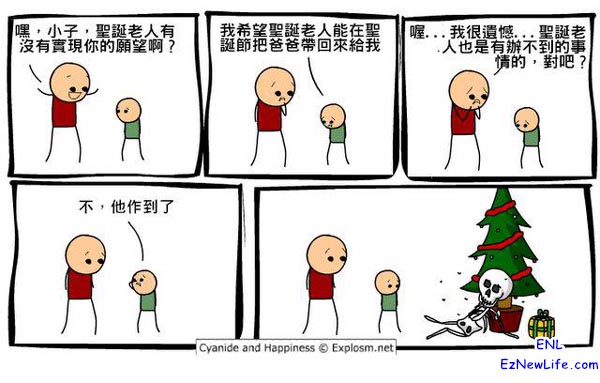 嘿，小子，聖誕老人有
沒有實現你的願望啊？
我希望聖誕老人能在聖
誕節把爸爸帶回來給我
喔...我很遺憾...聖誕老
人也是有辦不到的事
情的，對吧？
不，他作到了
Cyanide and Happiness © Explosm.net
ENL
EzNewLife.com